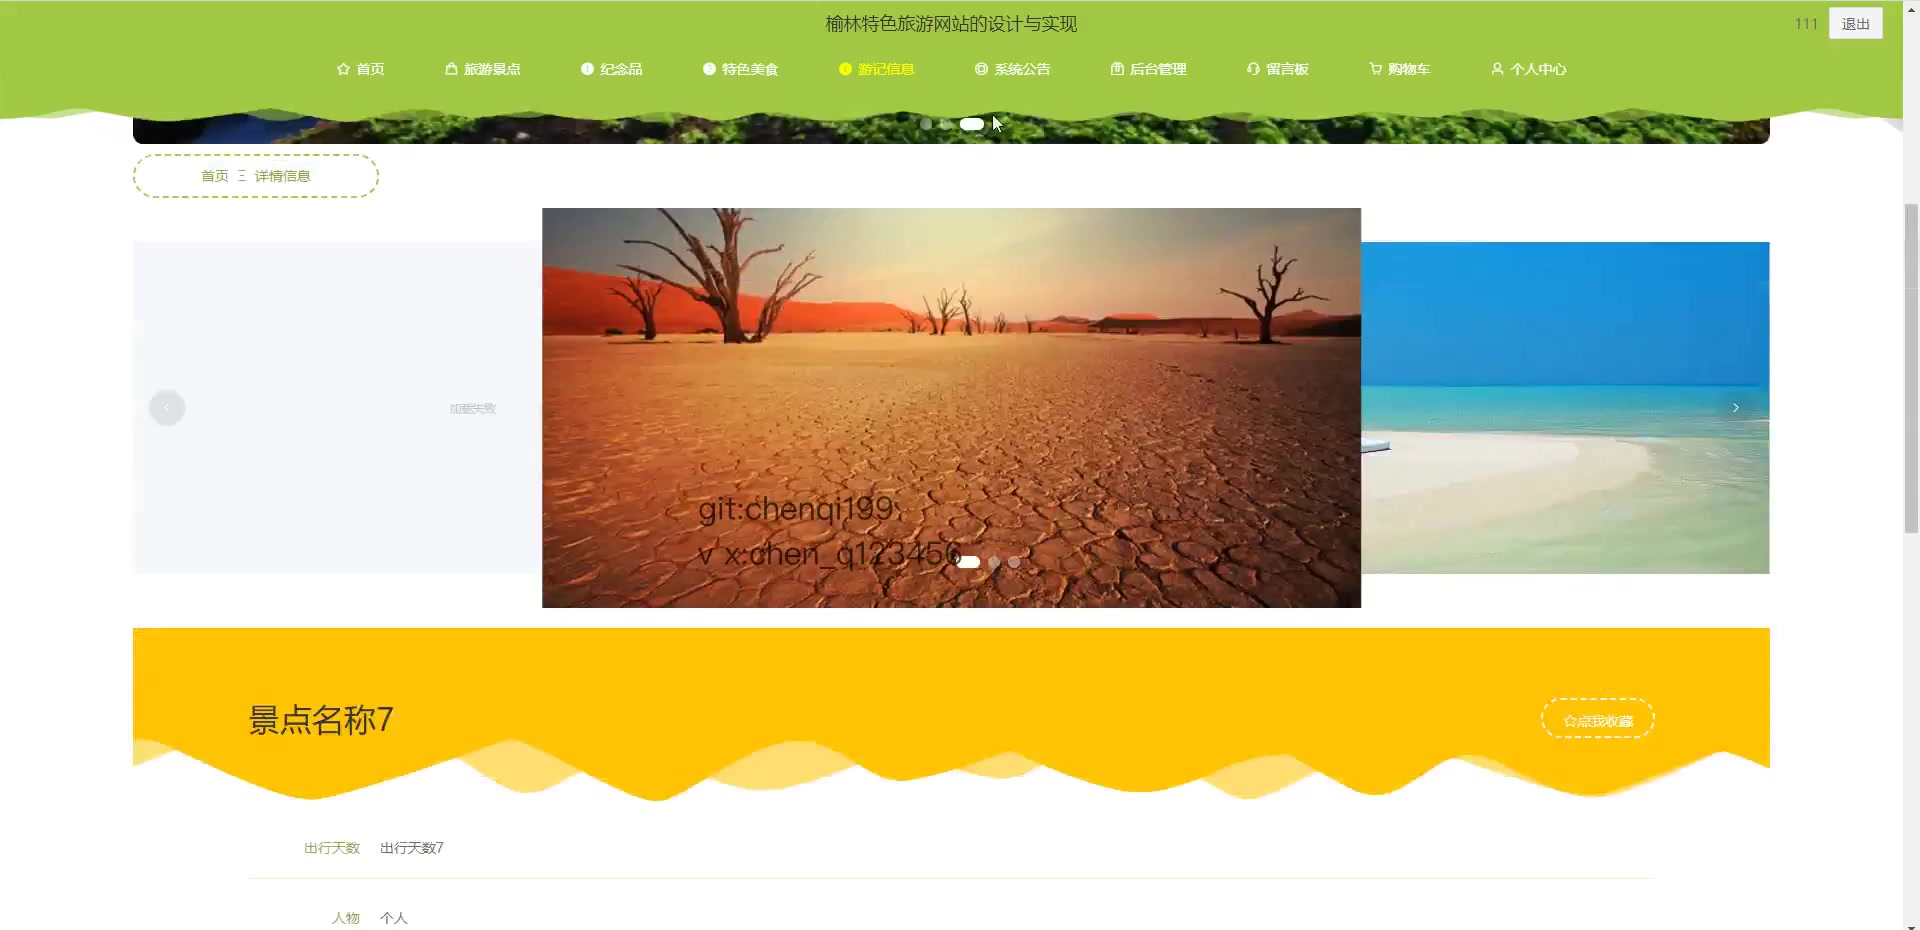 榆林特色旅游网站的设计与实现
111 退出
首页 旅游景点 纪念品 特色美食 游记信息 系统公告 后台管理 留言板 购物车 个人中心
首页 详情信息
加载失败
git:chenqi199
v x:chen_q123456
景点名称7
点我收藏
出行天数 出行天数7
人物 个人